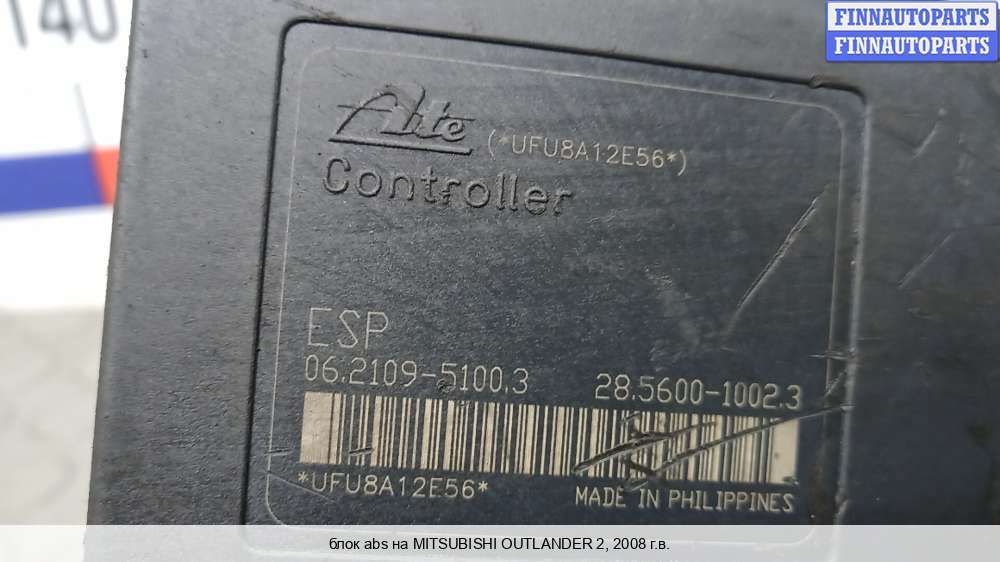 140
FINNAUTOPARTS
FINNAUTOPARTS
Ate (*UFU8A12E56*)
Controller
ESP
06.2109-5100.3 28.5600-1002.3
*UFU8A12E56* MADE IN PHILIPPINES
блок abs на MITSUBISHI OUTLANDER 2, 2008 г.в.